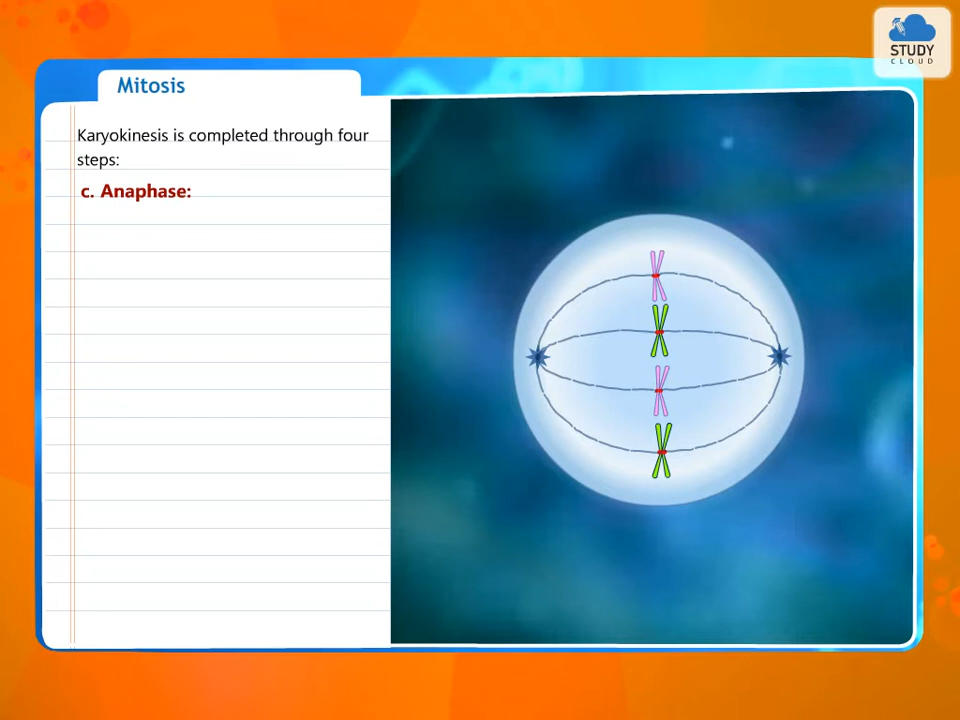 STUDY
CLOUD
Mitosis
Karyokinesis is completed through four
steps:
c. Anaphase: